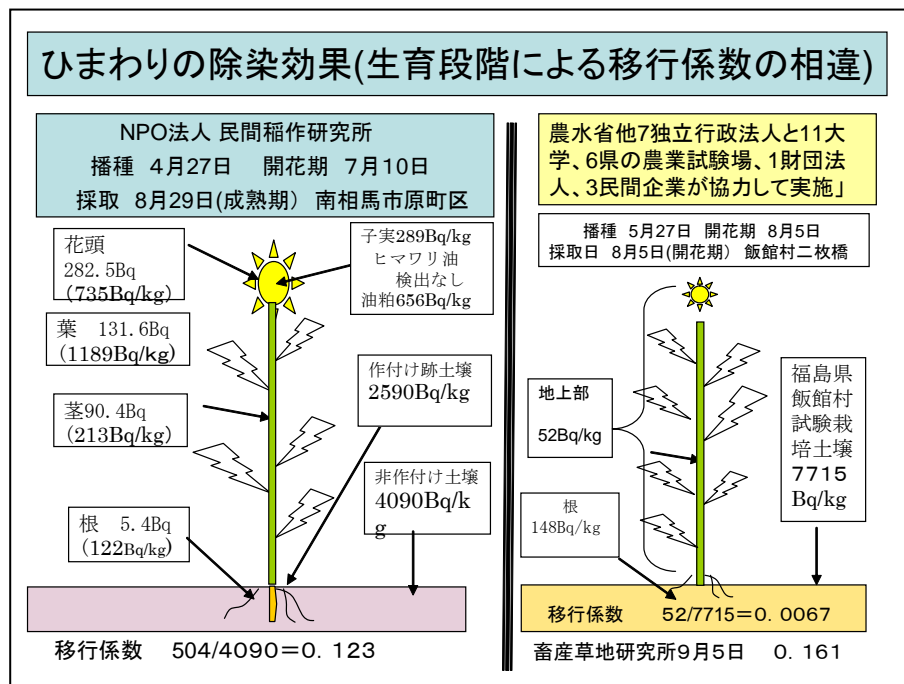 ひまわりの除染効果(生育段階による移行係数の相違)
NPO法人 民間稲作研究所
播種 4月27日 開花期 7月10日
採取 8月29日(成熟期) 南相馬市原町区
花頭
282.5Bq
(735Bq/kg)
子実289Bq/kg
ヒマワリ油
検出なし
油粕656Bq/kg
葉 131.6Bq
(1189Bq/kg)
茎90.4Bq
(213Bq/kg)
作付け跡土壌
2590Bq/kg
非作付け土壌
4090Bq/k
g
根 5.4Bq
(122Bq/kg)
移行係数 504/4090=0.123
農水省他7独立行政法人と11大
学、6県の農業試験場、1財団法
人、3民間企業が協力して実施」
播種 5月27日 開花期 8月5日
採取日 8月5日(開花期) 飯館村二枚橋
地上部
52Bq/kg
福島県
飯館村
試験栽
培土壌
7715
Bq/kg
根
148Bq/kg
移行係数 52/7715=0.0067
畜産草地研究所9月5日 0.161